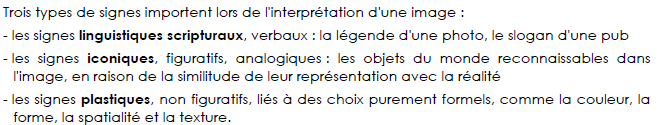 Trois types de signes importent lors de l'interprétation d'une image :
- les signes linguistiques scripturaux, verbaux : la légende d'une photo, le slogan d'une pub
- les signes iconiques, figuratifs, analogiques : les objets du monde reconnaissables dans
l'image, en raison de la similitude de leur représentation avec la réalité
- les signes plastiques, non figuratifs, liés à des choix purement formels, comme la couleur, la
forme, la spatialité et la texture.